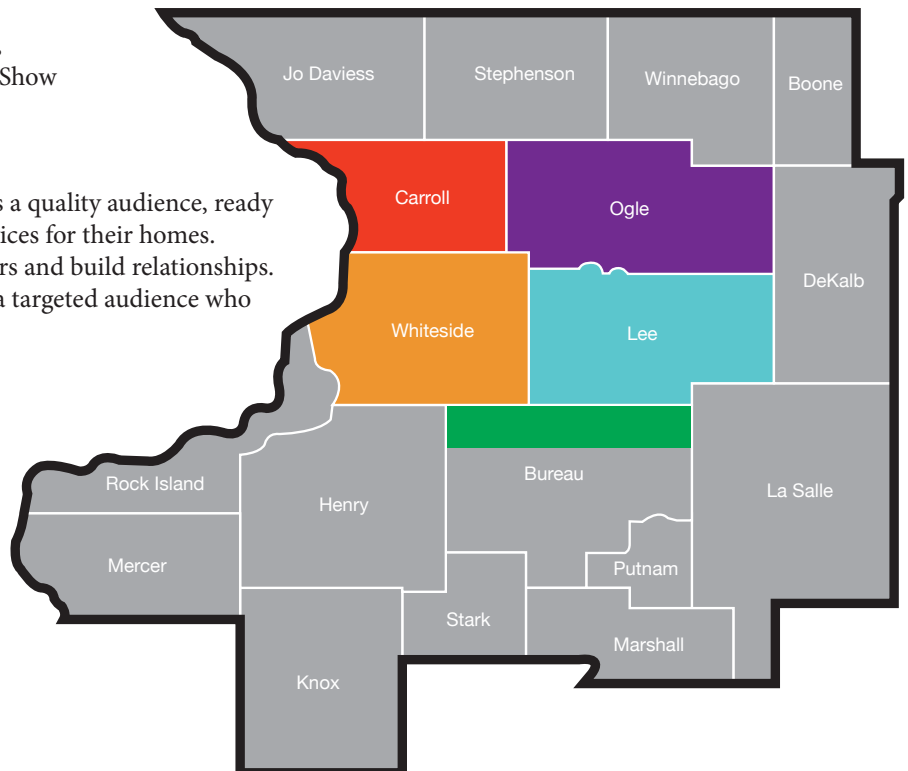 Show
s a quality audience, ready
ices for their homes.
rs and build relationships.
a targeted audience who
Jo Daviess
Stephenson
Winnebago
Boone
Carroll
Ogle
DeKalb
Whiteside
Lee
Rock Island
Henry
Bureau
La Salle
Mercer
Putnam
Stark
Marshall
Knox